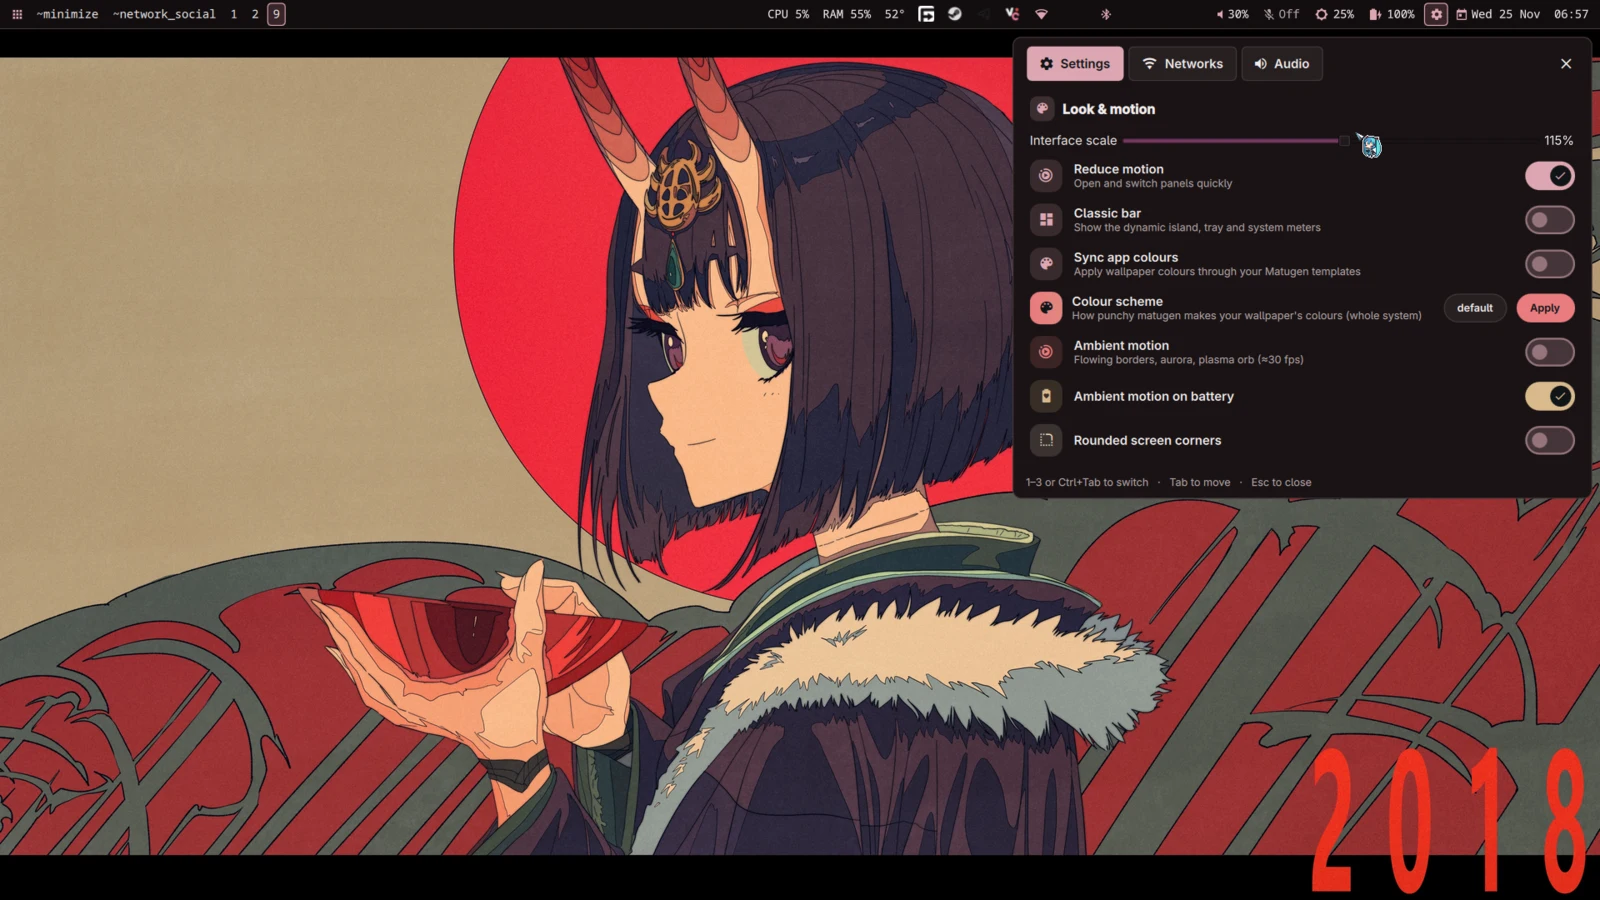 ~minimize ~network_social 1 2 9 CPU 5% RAM 55% 52° 30% Off 25% 100% Wed 25 Nov 06:57
Settings Networks Audio
Look & motion
Interface scale 115%
Reduce motion
Open and switch panels quickly
Classic bar
Show the dynamic island, tray and system meters
Sync app colours
Apply wallpaper colours through your Matugen templates
Colour scheme
How punchy matugen makes your wallpaper's colours (whole system)
default Apply
Ambient motion
Flowing borders, aurora, plasma orb (≈30 fps)
Ambient motion on battery
Rounded screen corners
1–3 or Ctrl+Tab to switch · Tab to move · Esc to close
2018